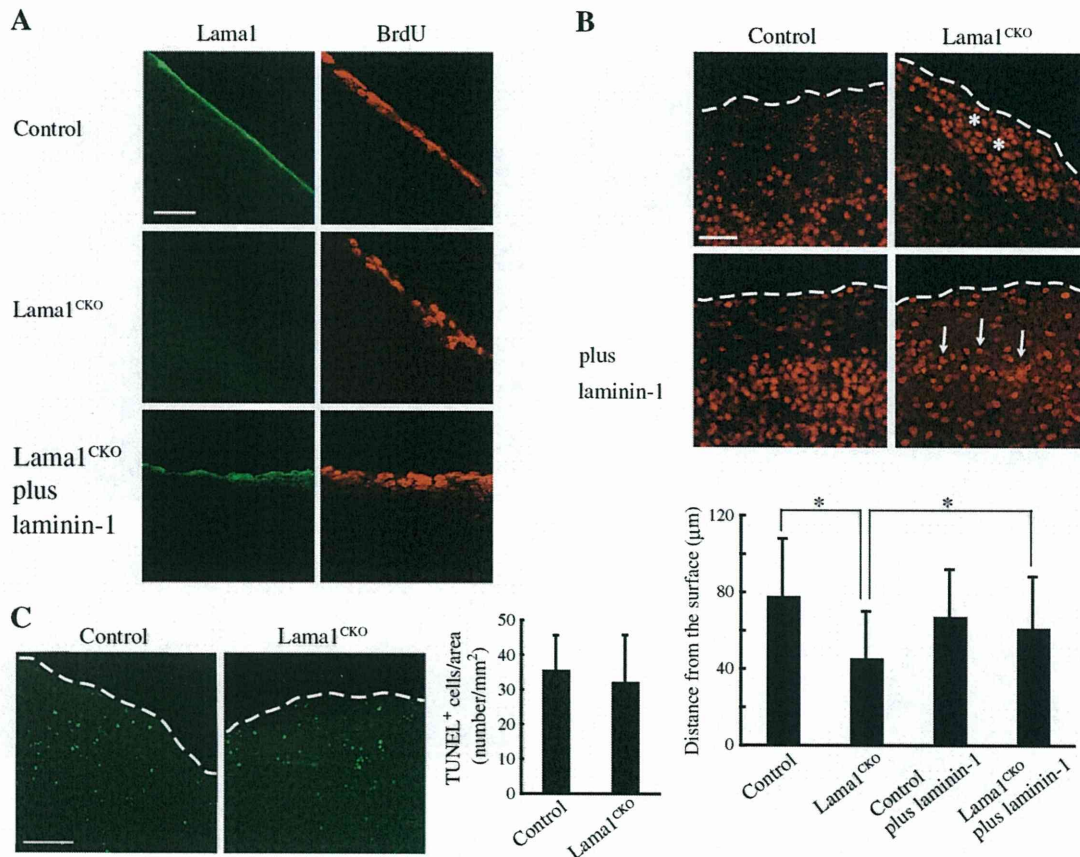 A
Lama1
BrdU
Control
Lama1CKO
Lama1CKO
plus
laminin-1
B
Control
Lama1CKO
*
*
plus
laminin-1
120
80
40
0
Distance from the surface (μm)
*
*
Control
Lama1CKO
Control
plus laminin-1
Lama1CKO
plus laminin-1
C
Control
Lama1CKO
50
40
30
20
10
0
TUNEL+ cells/area
(number/mm2)
Control
Lama1CKO